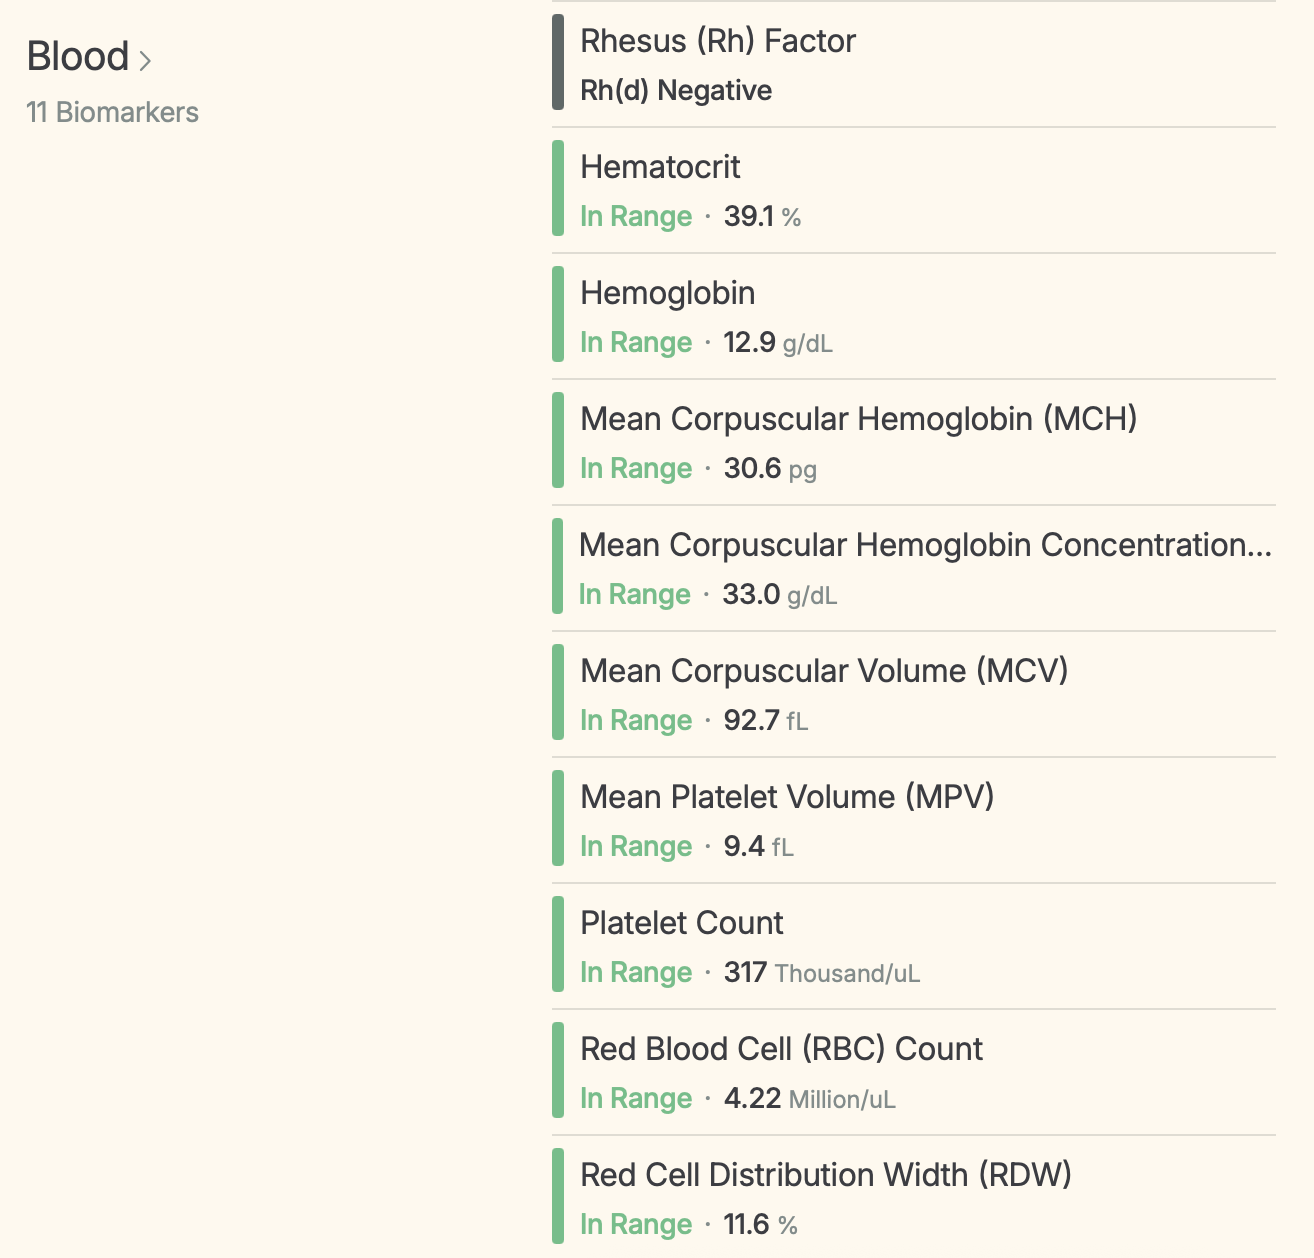 Blood >
11 Biomarkers
Rhesus (Rh) Factor
Rh(d) Negative
Hematocrit
In Range · 39.1 %
Hemoglobin
In Range · 12.9 g/dL
Mean Corpuscular Hemoglobin (MCH)
In Range · 30.6 pg
Mean Corpuscular Hemoglobin Concentration...
In Range · 33.0 g/dL
Mean Corpuscular Volume (MCV)
In Range · 92.7 fL
Mean Platelet Volume (MPV)
In Range · 9.4 fL
Platelet Count
In Range · 317 Thousand/uL
Red Blood Cell (RBC) Count
In Range · 4.22 Million/uL
Red Cell Distribution Width (RDW)
In Range · 11.6 %